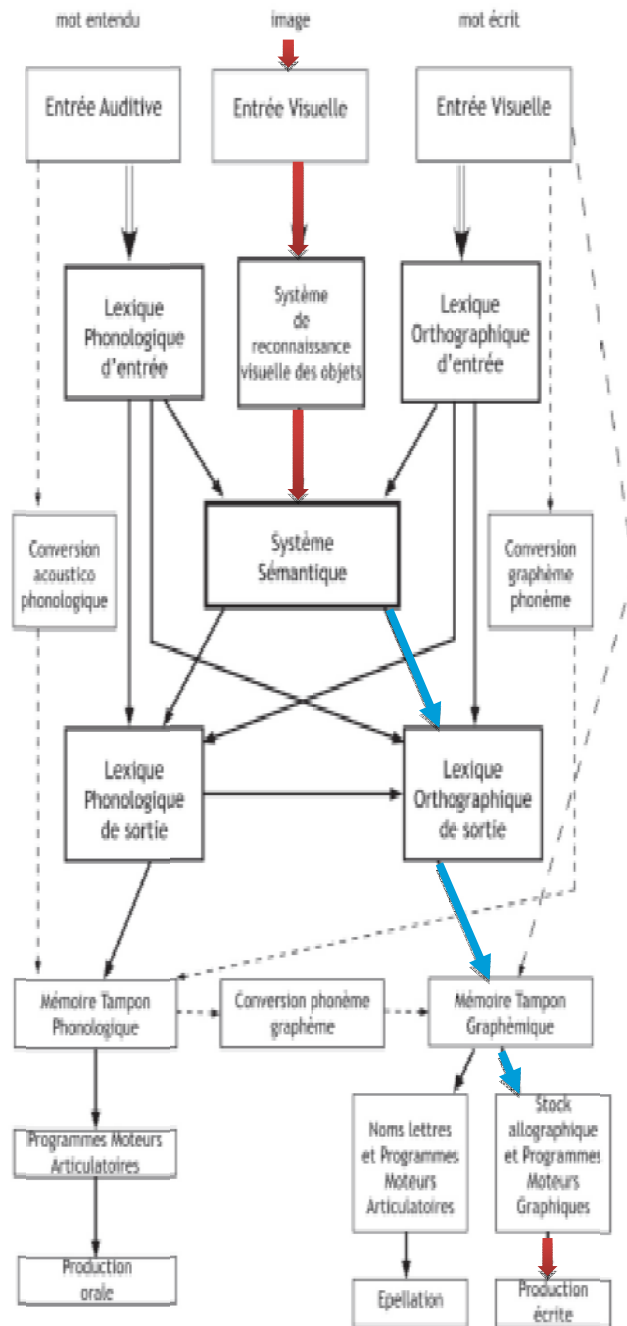 mot entendu
image
mot écrit
Entrée Auditive
Entrée Visuelle
Entrée Visuelle
Lexique
Phonologique
d'entrée
Système
de
reconnaissance
visuelle des objets
Lexique
Orthographique
d'entrée
Système
Sémantique
Conversion
acoustico
phonologique
Conversion
graphème
phonème
Lexique
Phonologique
de sortie
Lexique
Orthographique
de sortie
Mémoire Tampon
Phonologique
Conversion phonème
graphème
Mémoire Tampon
Graphémique
Programmes Moteurs
Articulatoires
Noms lettres
et Programmes
Moteurs
Articulatoires
Stock
allographique
et Programmes
Moteurs
Graphiques
Production
orale
Epellation
Production
écrite